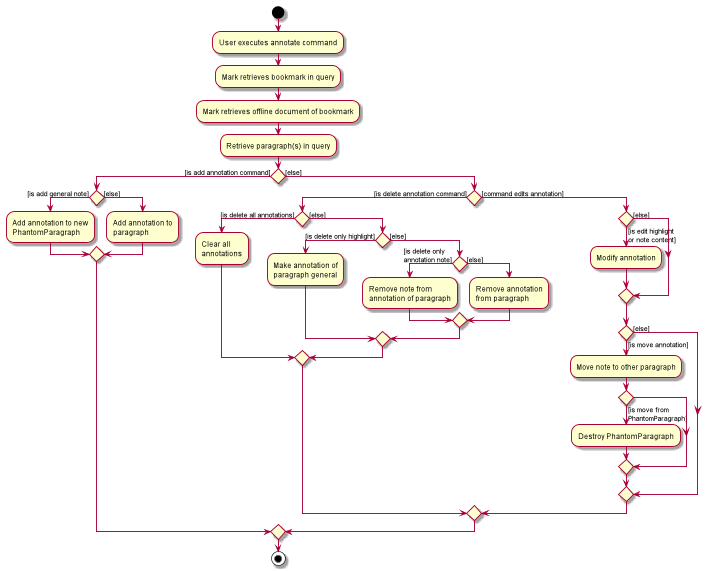 User executes annotate command
Mark retrieves bookmark in query
Mark retrieves offline document of bookmark
Retrieve paragraph(s) in query
[is add annotation command]
[else]
[is add general note]
[else]
Add annotation to new
PhantomParagraph
Add annotation to
paragraph
[is delete annotation command]
[command edits annotation]
[is delete all annotations]
[else]
Clear all
annotations
[is delete only highlight]
[else]
Make annotation of
paragraph general
[is delete only
annotation note]
[else]
Remove note from
annotation of paragraph
Remove annotation
from paragraph
[else]
[is edit highlight
or note content]
Modify annotation
[else]
[is move annotation]
Move note to other paragraph
[is move from
PhantomParagraph]
Destroy PhantomParagraph